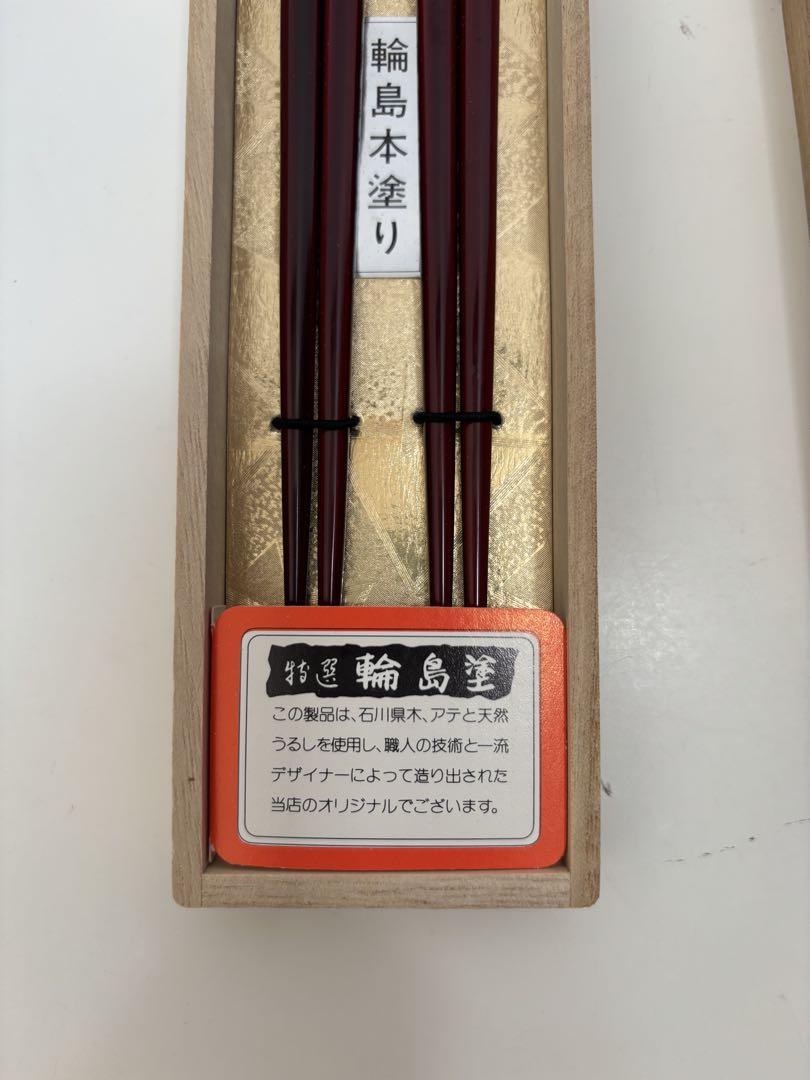 輪島本塗り
特選 輪島塗
この製品は、石川県木、アテと天然
うるしを使用し、職人の技術と一流
デザイナーによって造り出された
当店のオリジナルでございます。